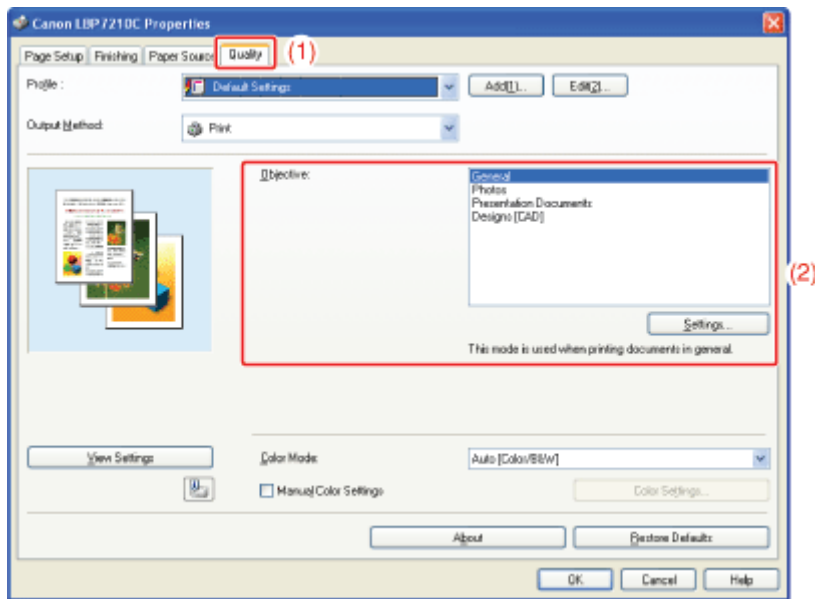 Canon LBP7210C Properties
Page Setup Finishing Paper Source Quality (1)
Profile : Default Settings Add(1)... Edit(2)...
Output Method: Print
Objective: General
Photos
Presentation Documents
Designs [CAD]
(2)
Settings...
This mode is used when printing documents in general.
View Settings Color Mode: Auto [Color/B&W]
Manual Color Settings Color Settings...
About Restore Defaults
OK Cancel Help